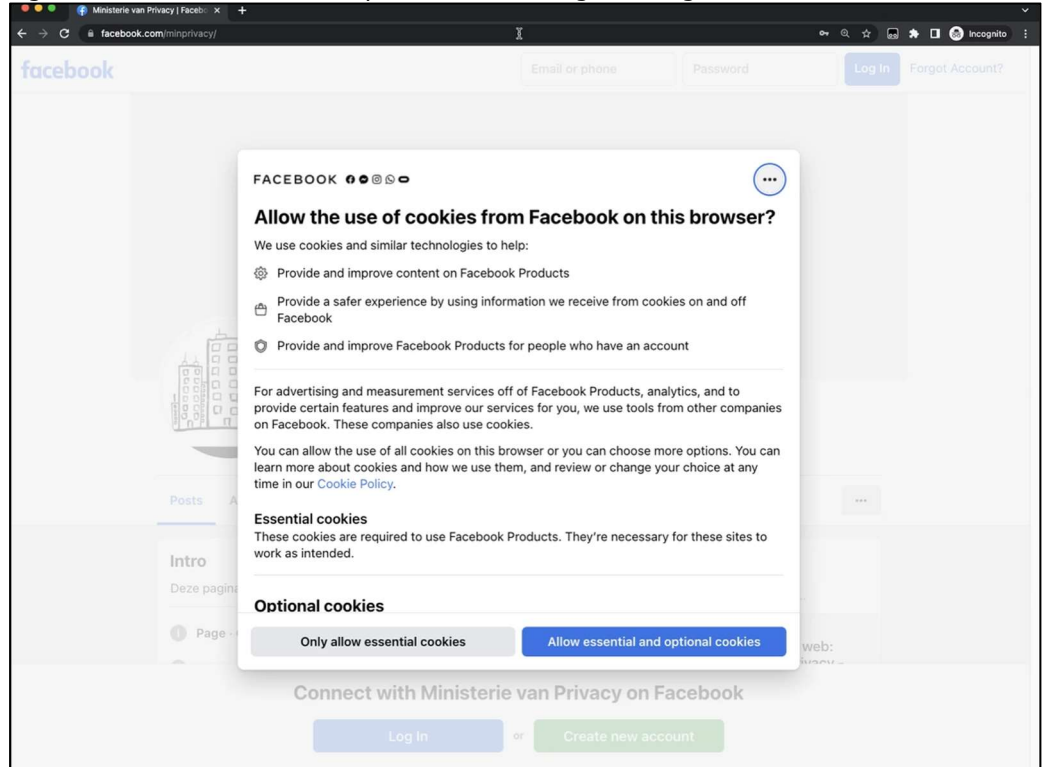 Ministerie van Privacy | Facebo
facebook.com/minprivacy/
Incognito
facebook
Email or phone
Password
Log In
Forgot Account?
FACEBOOK
Allow the use of cookies from Facebook on this browser?
We use cookies and similar technologies to help:
Provide and improve content on Facebook Products
Provide a safer experience by using information we receive from cookies on and off
Facebook
Provide and improve Facebook Products for people who have an account
For advertising and measurement services off of Facebook Products, analytics, and to
provide certain features and improve our services for you, we use tools from other companies
on Facebook. These companies also use cookies.
You can allow the use of all cookies on this browser or you can choose more options. You can
learn more about cookies and how we use them, and review or change your choice at any
time in our Cookie Policy.
Posts A
Essential cookies
These cookies are required to use Facebook Products. They're necessary for these sites to
work as intended.
Intro
Deze pagina
Optional cookies
Page ·
Only allow essential cookies
Allow essential and optional cookies
web:
Connect with Ministerie van Privacy on Facebook
Log In
or
Create new account